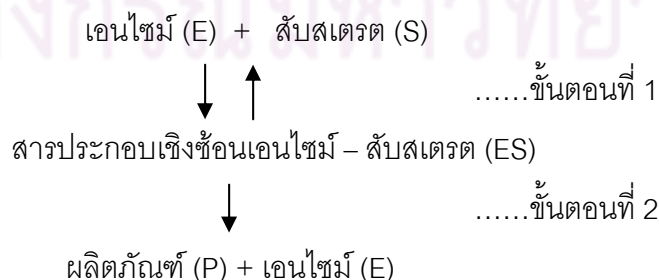 เอนไซม์ (E) + สับสเตรต (S)
......ขั้นตอนที่ 1
สารประกอบเชิงซ้อนเอนไซม์ – สับสเตรต (ES)
......ขั้นตอนที่ 2
ผลิตภัณฑ์ (P) + เอนไซม์ (E)